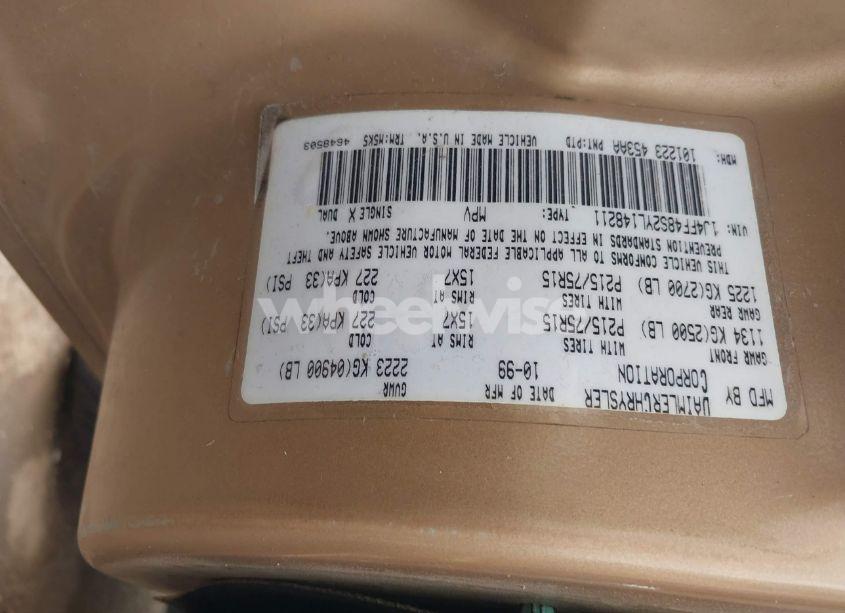 MFD BY DAIMLERCHRYSLER CORPORATION
DATE OF MFR 10-99
GVWR 2223 KG(04900 LB)
GAWR FRONT 1134 KG(2500 LB)
WITH TIRES P215/75R15
RIMS AT 15X7
COLD 227 KPA(33 PSI)
GAWR REAR 1225 KG(2700 LB)
WITH TIRES P215/75R15
RIMS AT 15X7
COLD 227 KPA(33 PSI)
THIS VEHICLE CONFORMS TO ALL APPLICABLE FEDERAL MOTOR VEHICLE SAFETY AND THEFT
PREVENTION STANDARDS IN EFFECT ON THE DATE OF MANUFACTURE SHOWN ABOVE.
VIN: 1J4FF48S2YL148211 TYPE: MPV SINGLE X DUAL
MDH: 101223 453AA PNT:PTD VEHICLE MADE IN U.S.A. TRM:M5K5 4648503
wheelwise